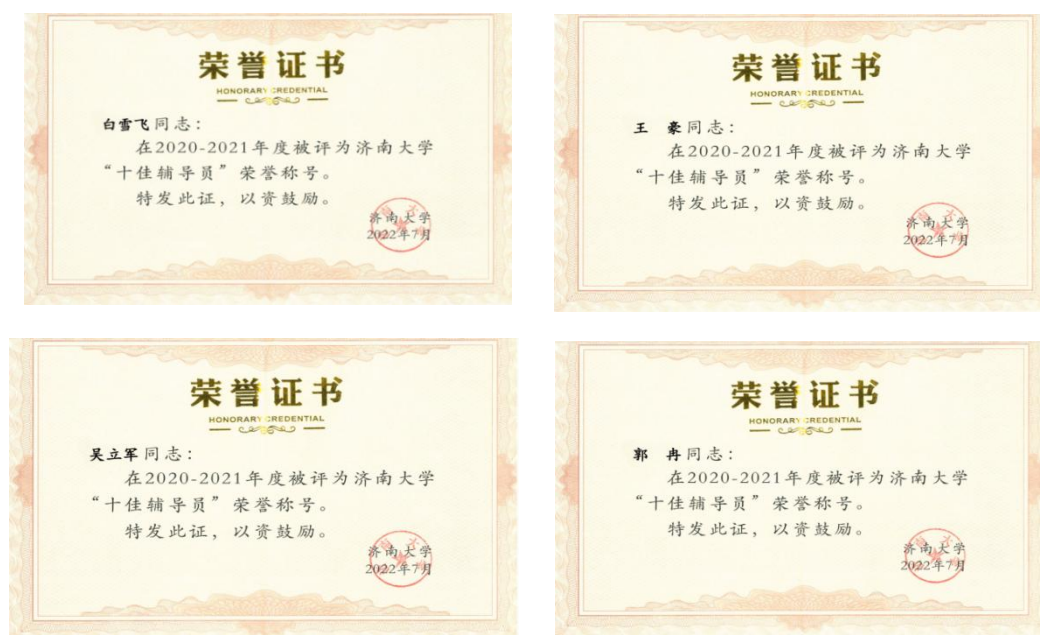 荣誉证书
HONORARY CREDENTIAL
白雪飞同志：
在2020-2021年度被评为济南大学
“十佳辅导员”荣誉称号。
特发此证，以资鼓励。
济南大学
2022年7月
荣誉证书
HONORARY CREDENTIAL
王 豪同志：
在2020-2021年度被评为济南大学
“十佳辅导员”荣誉称号。
特发此证，以资鼓励。
济南大学
2022年7月
荣誉证书
HONORARY CREDENTIAL
吴立军同志：
在2020-2021年度被评为济南大学
“十佳辅导员”荣誉称号。
特发此证，以资鼓励。
济南大学
2022年7月
荣誉证书
HONORARY CREDENTIAL
郭 冉同志：
在2020-2021年度被评为济南大学
“十佳辅导员”荣誉称号。
特发此证，以资鼓励。
济南大学
2022年7月